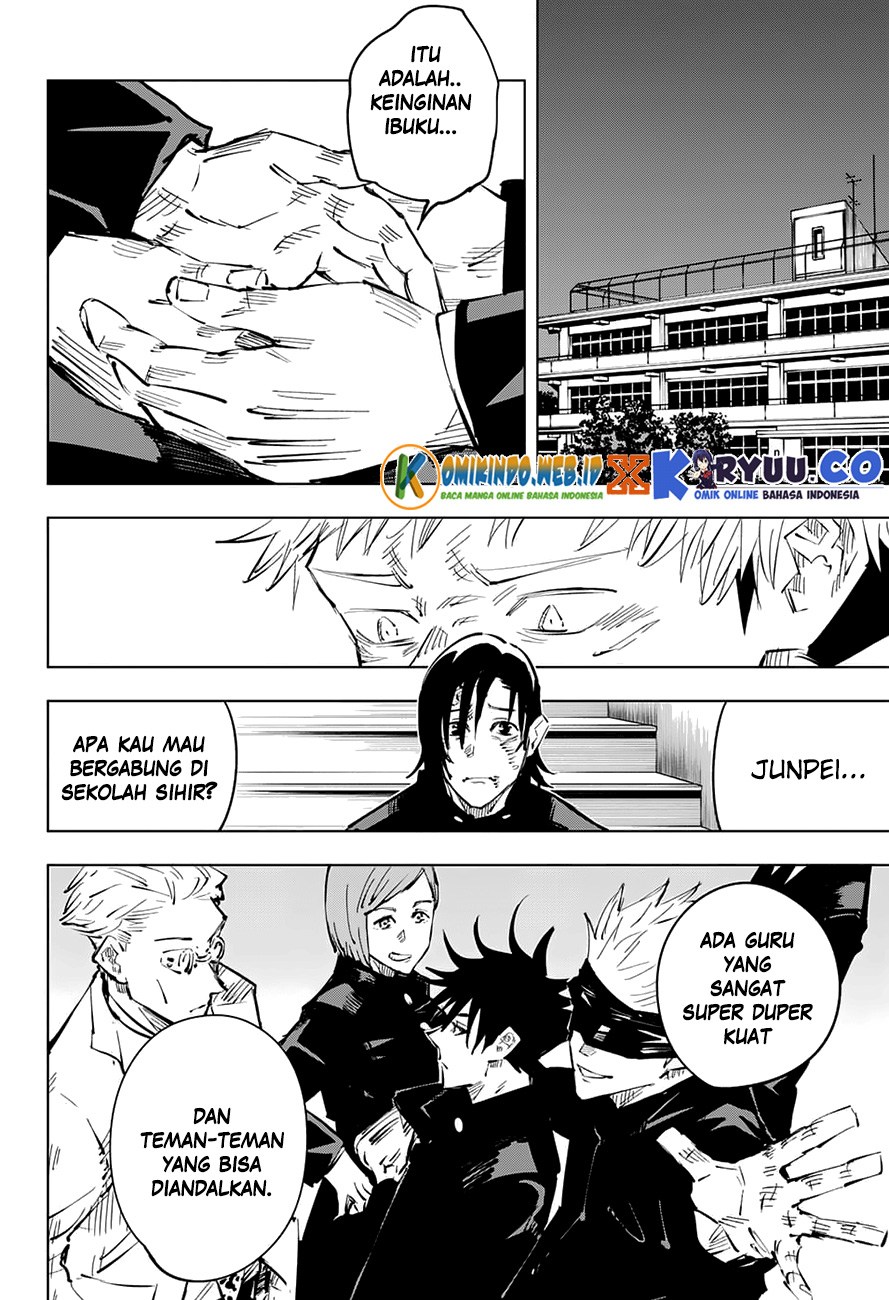 ITU
ADALAH..
KEINGINAN
IBUKU...
KOMIKINDO.WEB.ID
BACA MANGA ONLINE BAHASA INDONESIA
KORYUU.CO
OMIK ONLINE BAHASA INDONESIA
JUNPEI...
APA KAU MAU
BERGABUNG DI
SEKOLAH SIHIR?
ADA GURU
YANG
SANGAT
SUPER DUPER
KUAT
DAN
TEMAN-TEMAN
YANG BISA
DIANDALKAN.